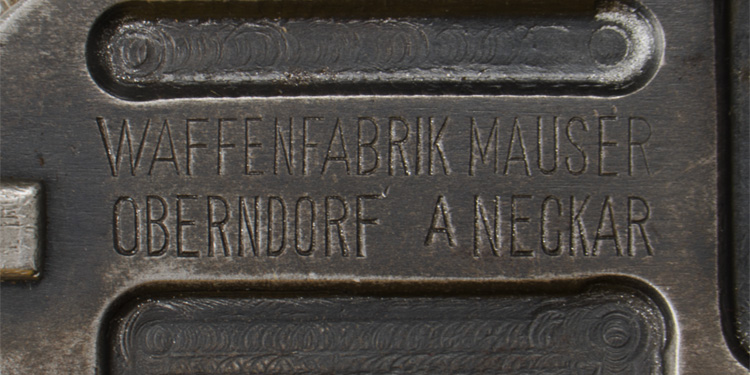 WAFFENFABRIK MAUSER
OBERNDORF A NECKAR